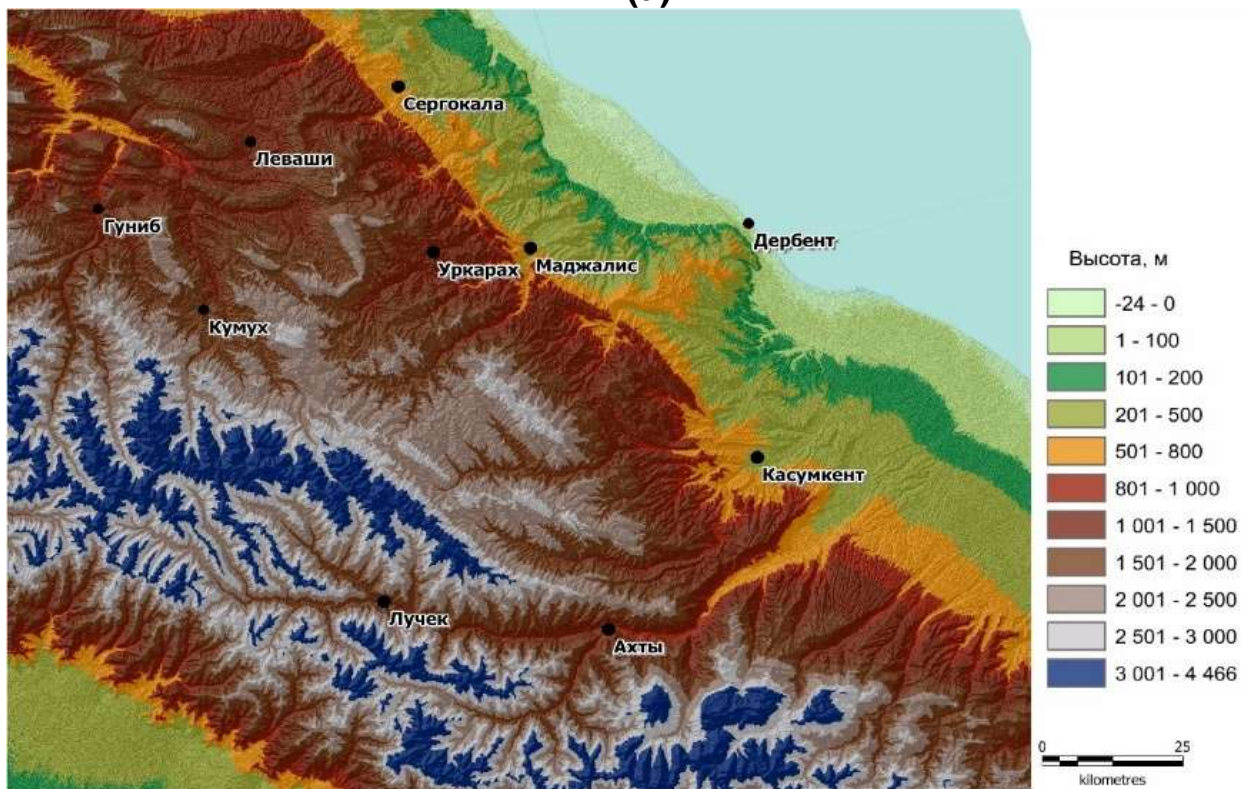 Сергокала
Леваши
Гуниб
Дербент
Уркарах
Маджалис
Кумух
Касумкент
Лучек
Ахты
Высота, м
-24 - 0
1 - 100
101 - 200
201 - 500
501 - 800
801 - 1 000
1 001 - 1 500
1 501 - 2 000
2 001 - 2 500
2 501 - 3 000
3 001 - 4 466
0 25
kilometres